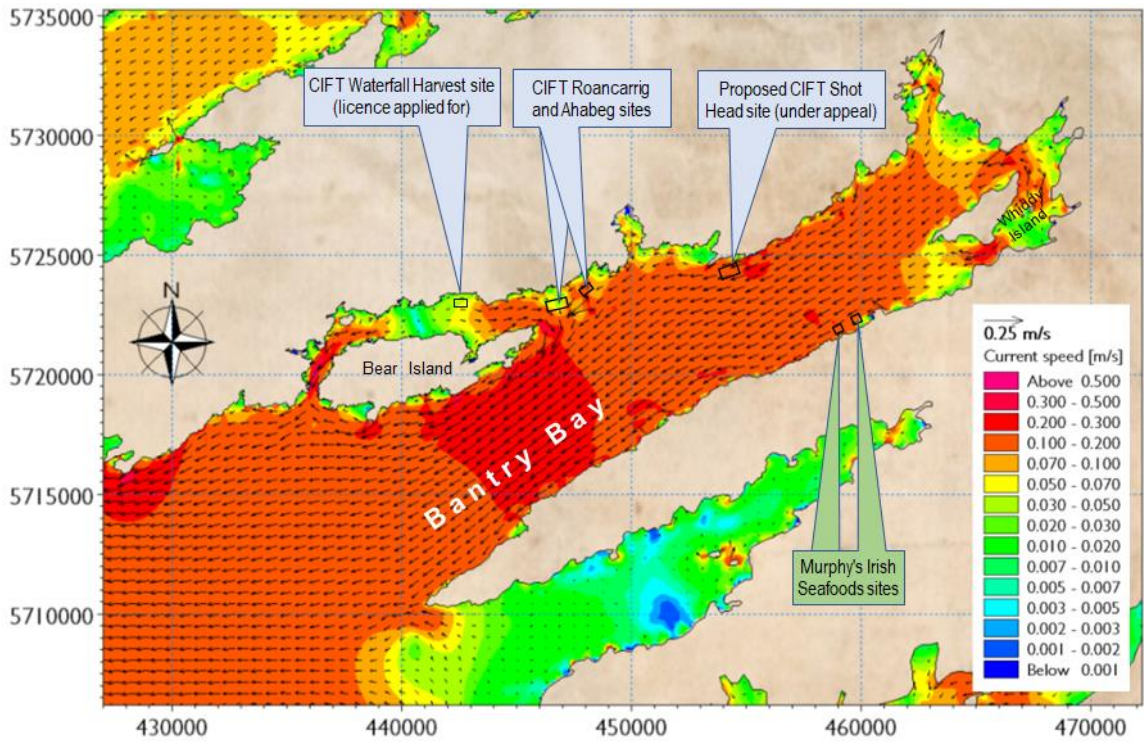 5735000
5730000
5725000
5720000
5715000
5710000
430000
440000
450000
460000
470000
CIFT Waterfall Harvest site
(licence applied for)
CIFT Roancarrig
and Ahabeg sites
Proposed CIFT Shot
Head site (under appeal)
Whiddy
Island
N
Bear Island
Bantry Bay
Murphy's Irish
Seafoods sites
0.25 m/s
Current speed [m/s]
Above 0.500
0.300 - 0.500
0.200 - 0.300
0.100 - 0.200
0.070 - 0.100
0.050 - 0.070
0.030 - 0.050
0.020 - 0.030
0.010 - 0.020
0.007 - 0.010
0.005 - 0.007
0.003 - 0.005
0.002 - 0.003
0.001 - 0.002
Below 0.001